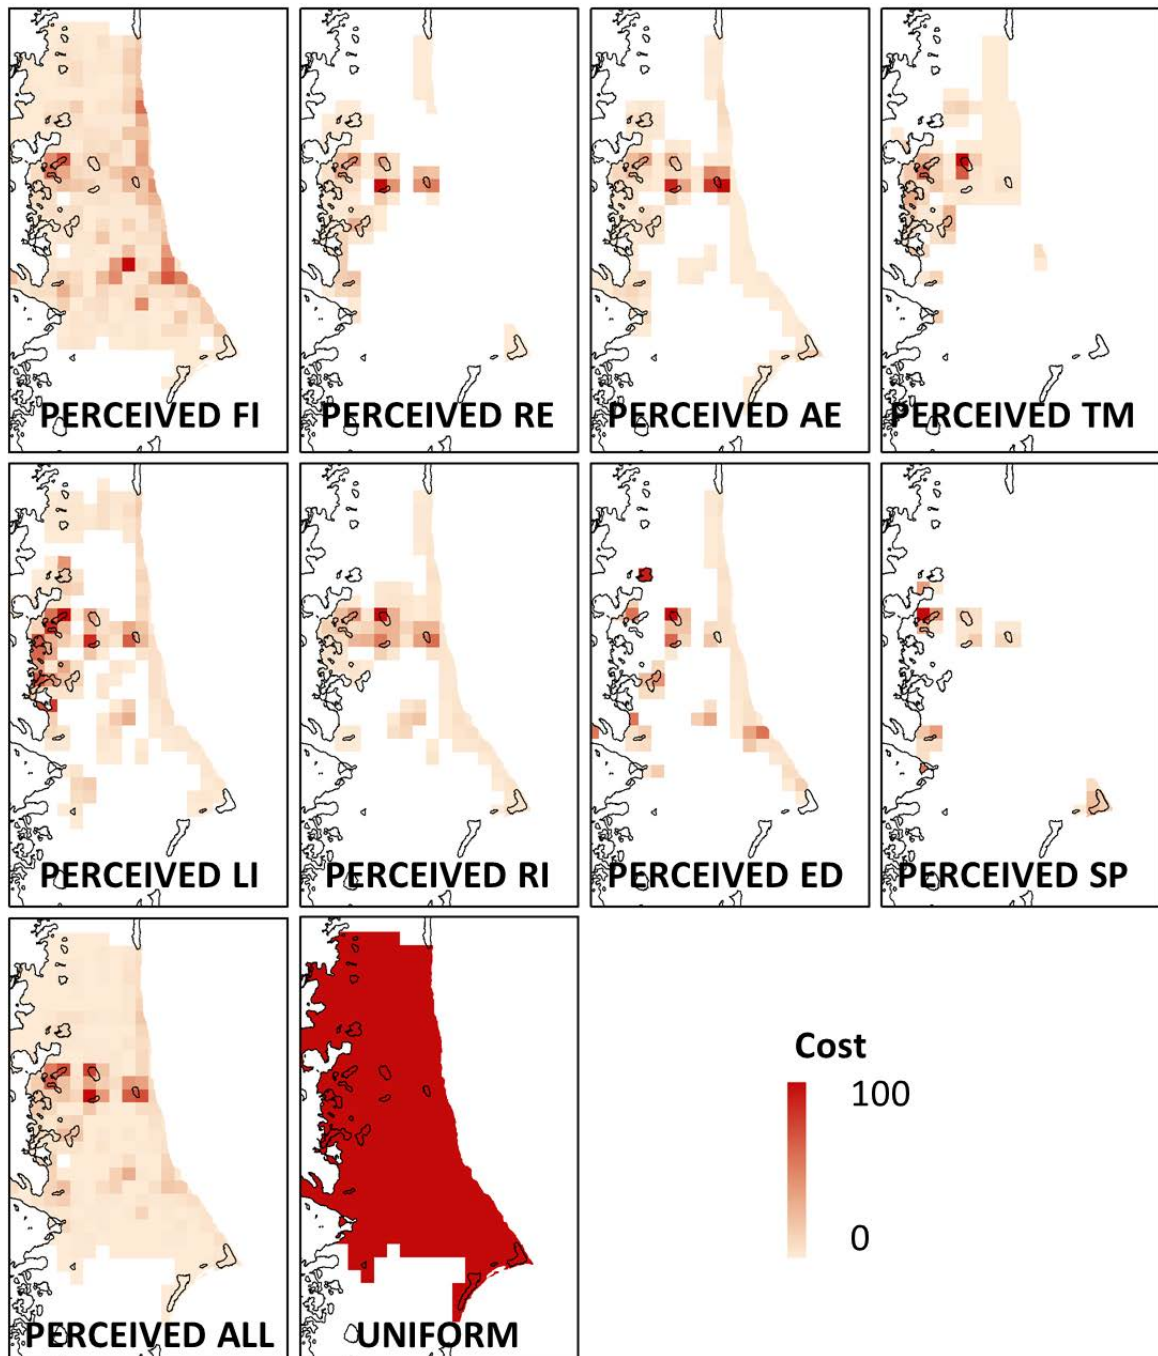 PERCEIVED FI
PERCEIVED RE
PERCEIVED AE
PERCEIVED TM
PERCEIVED LI
PERCEIVED RI
PERCEIVED ED
PERCEIVED SP
PERCEIVED ALL
UNIFORM
Cost
100
0